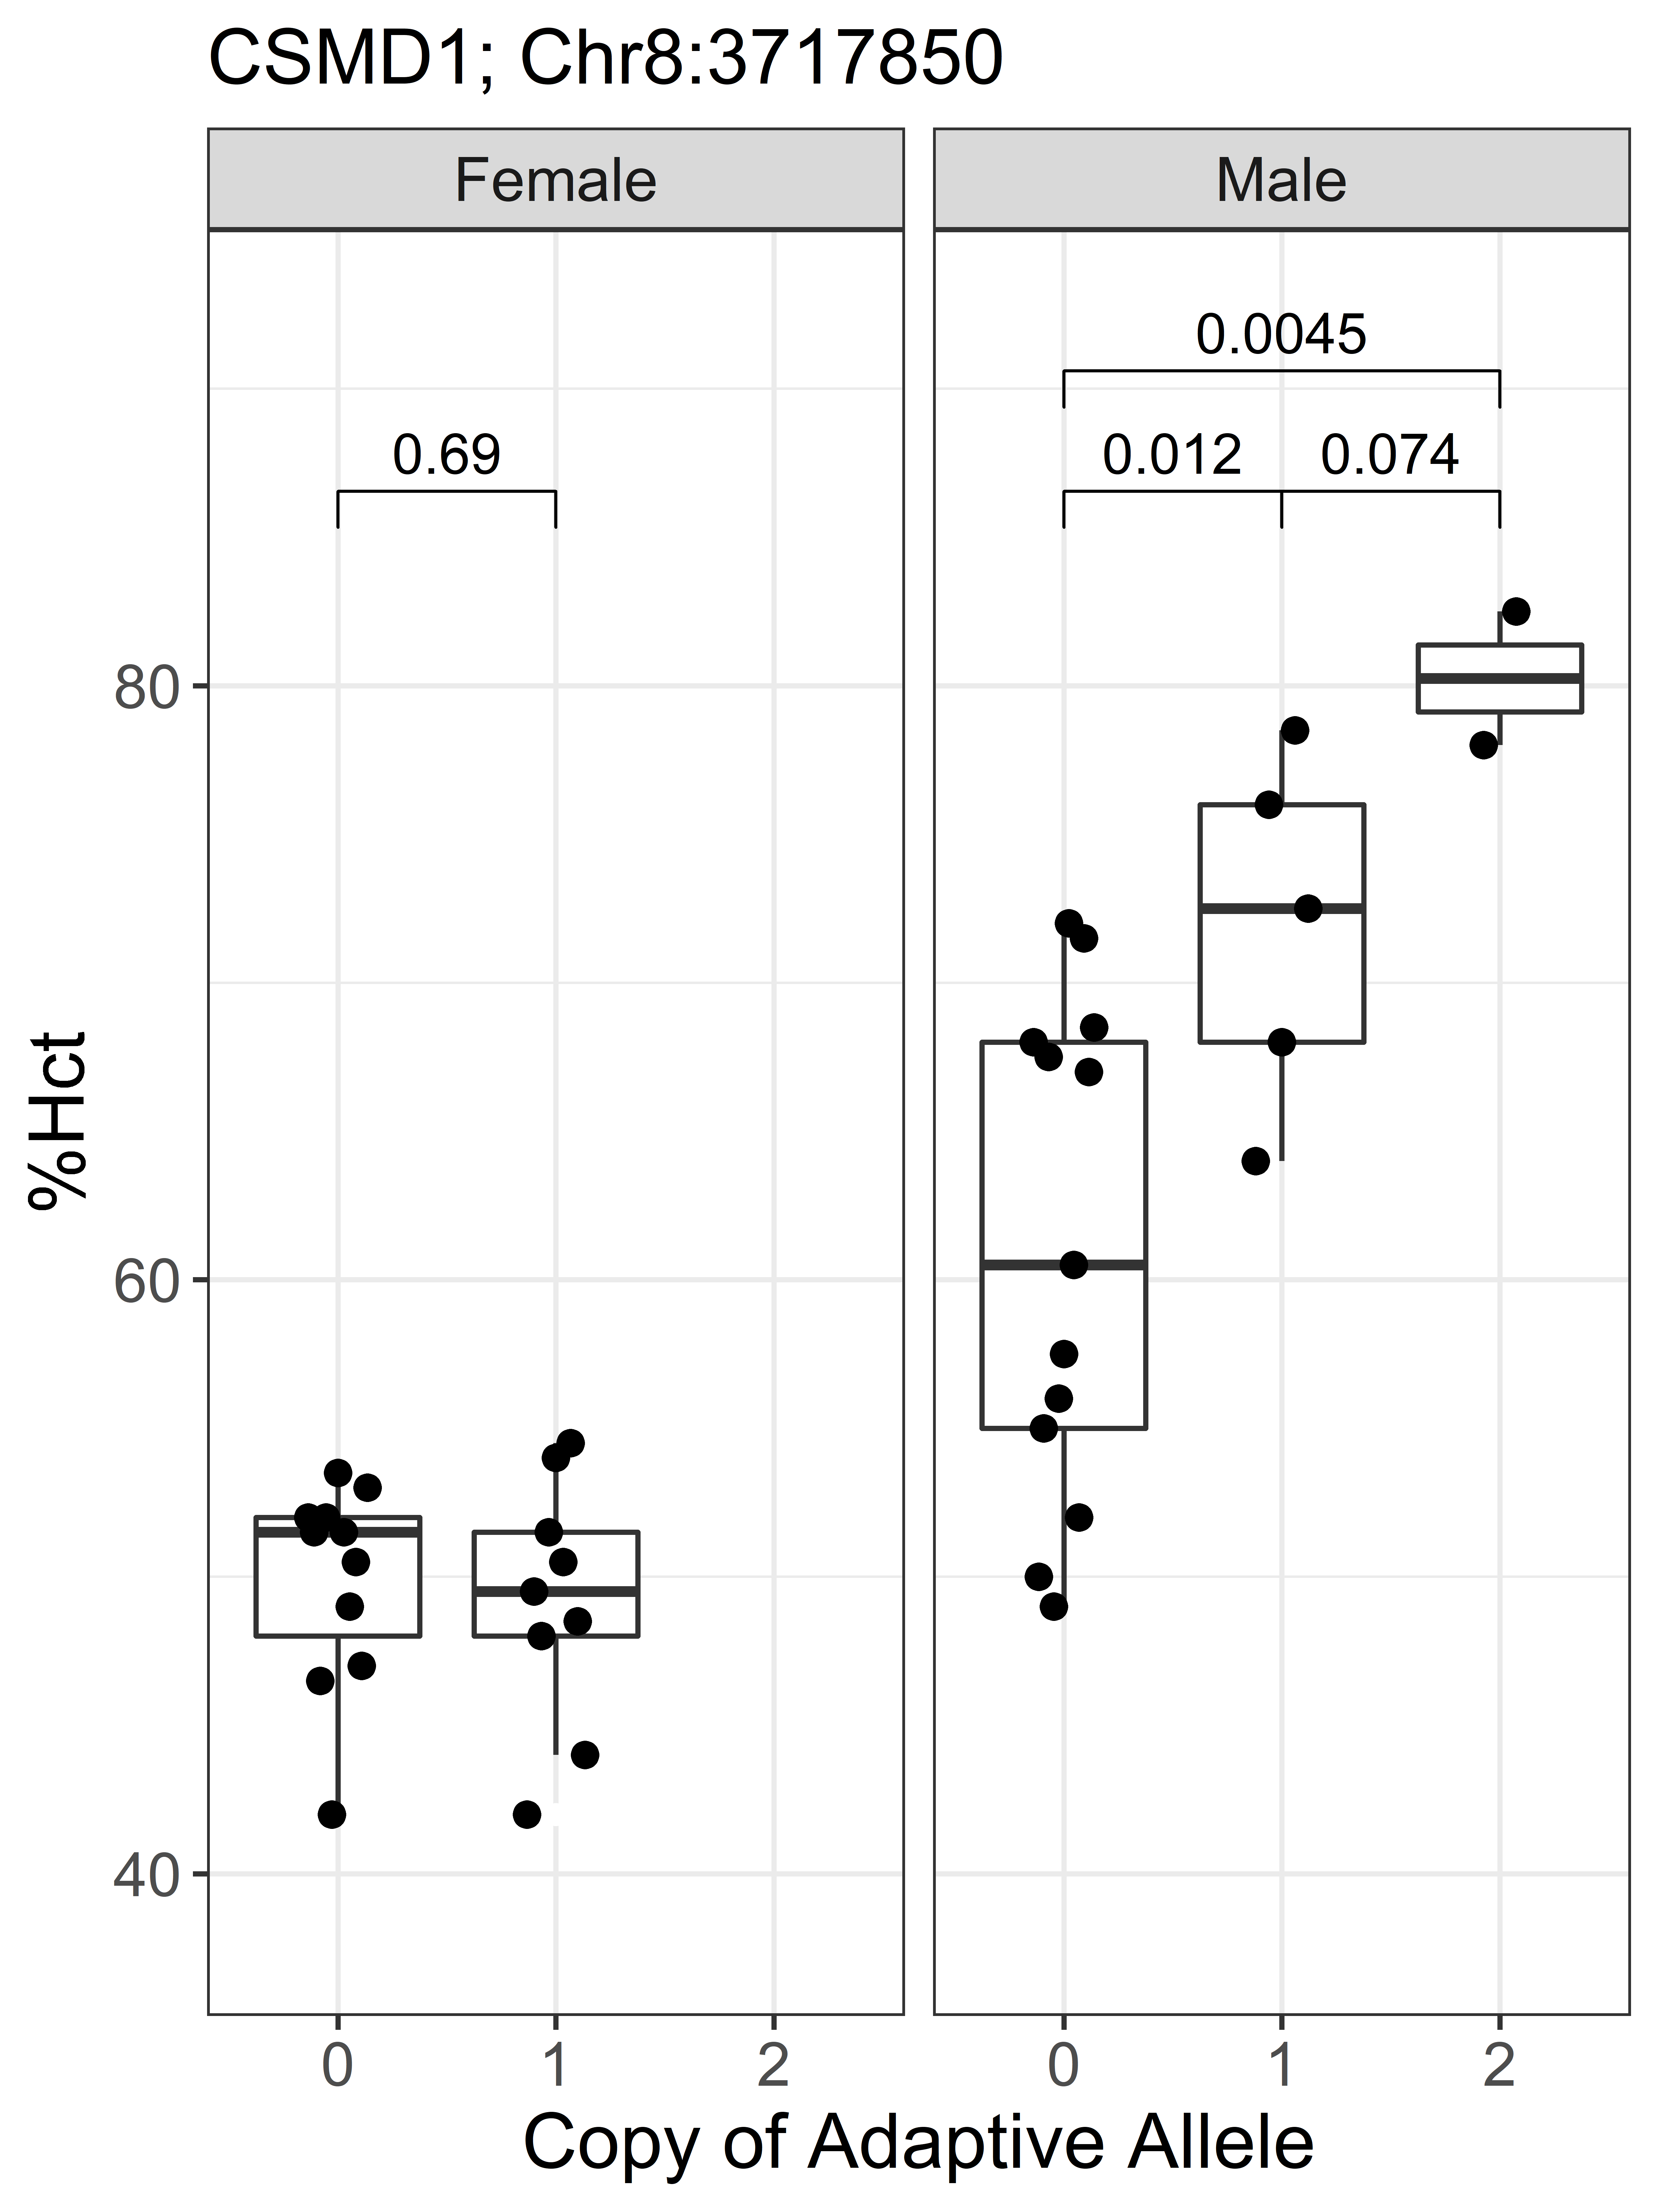 CSMD1; Chr8:3717850
Female
Male
0.0045
0.69
0.012
0.074
80
60
40
%Hct
0 1 2
0 1 2
Copy of Adaptive Allele